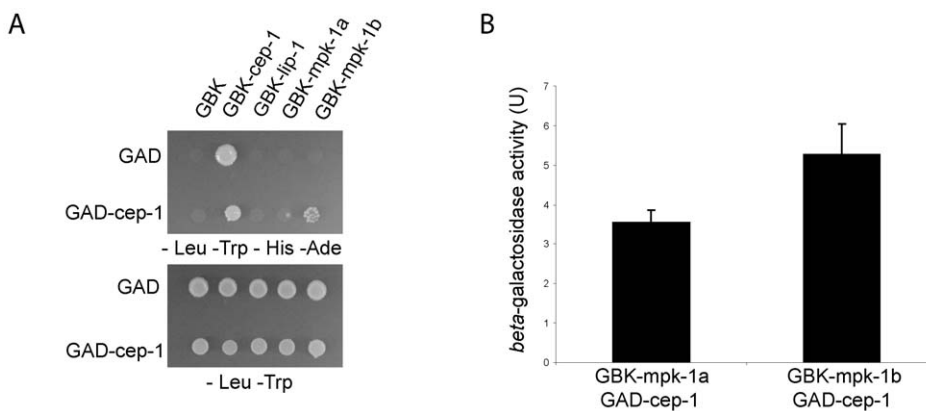 A
GBK
GBK-cep-1
GBK-lip-1
GBK-mpk-1a
GBK-mpk-1b
GAD
GAD-cep-1
- Leu -Trp - His -Ade
GAD
GAD-cep-1
- Leu -Trp
B
beta-galactosidase activity (U)
7
6
5
4
3
2
1
0
GBK-mpk-1a
GAD-cep-1
GBK-mpk-1b
GAD-cep-1